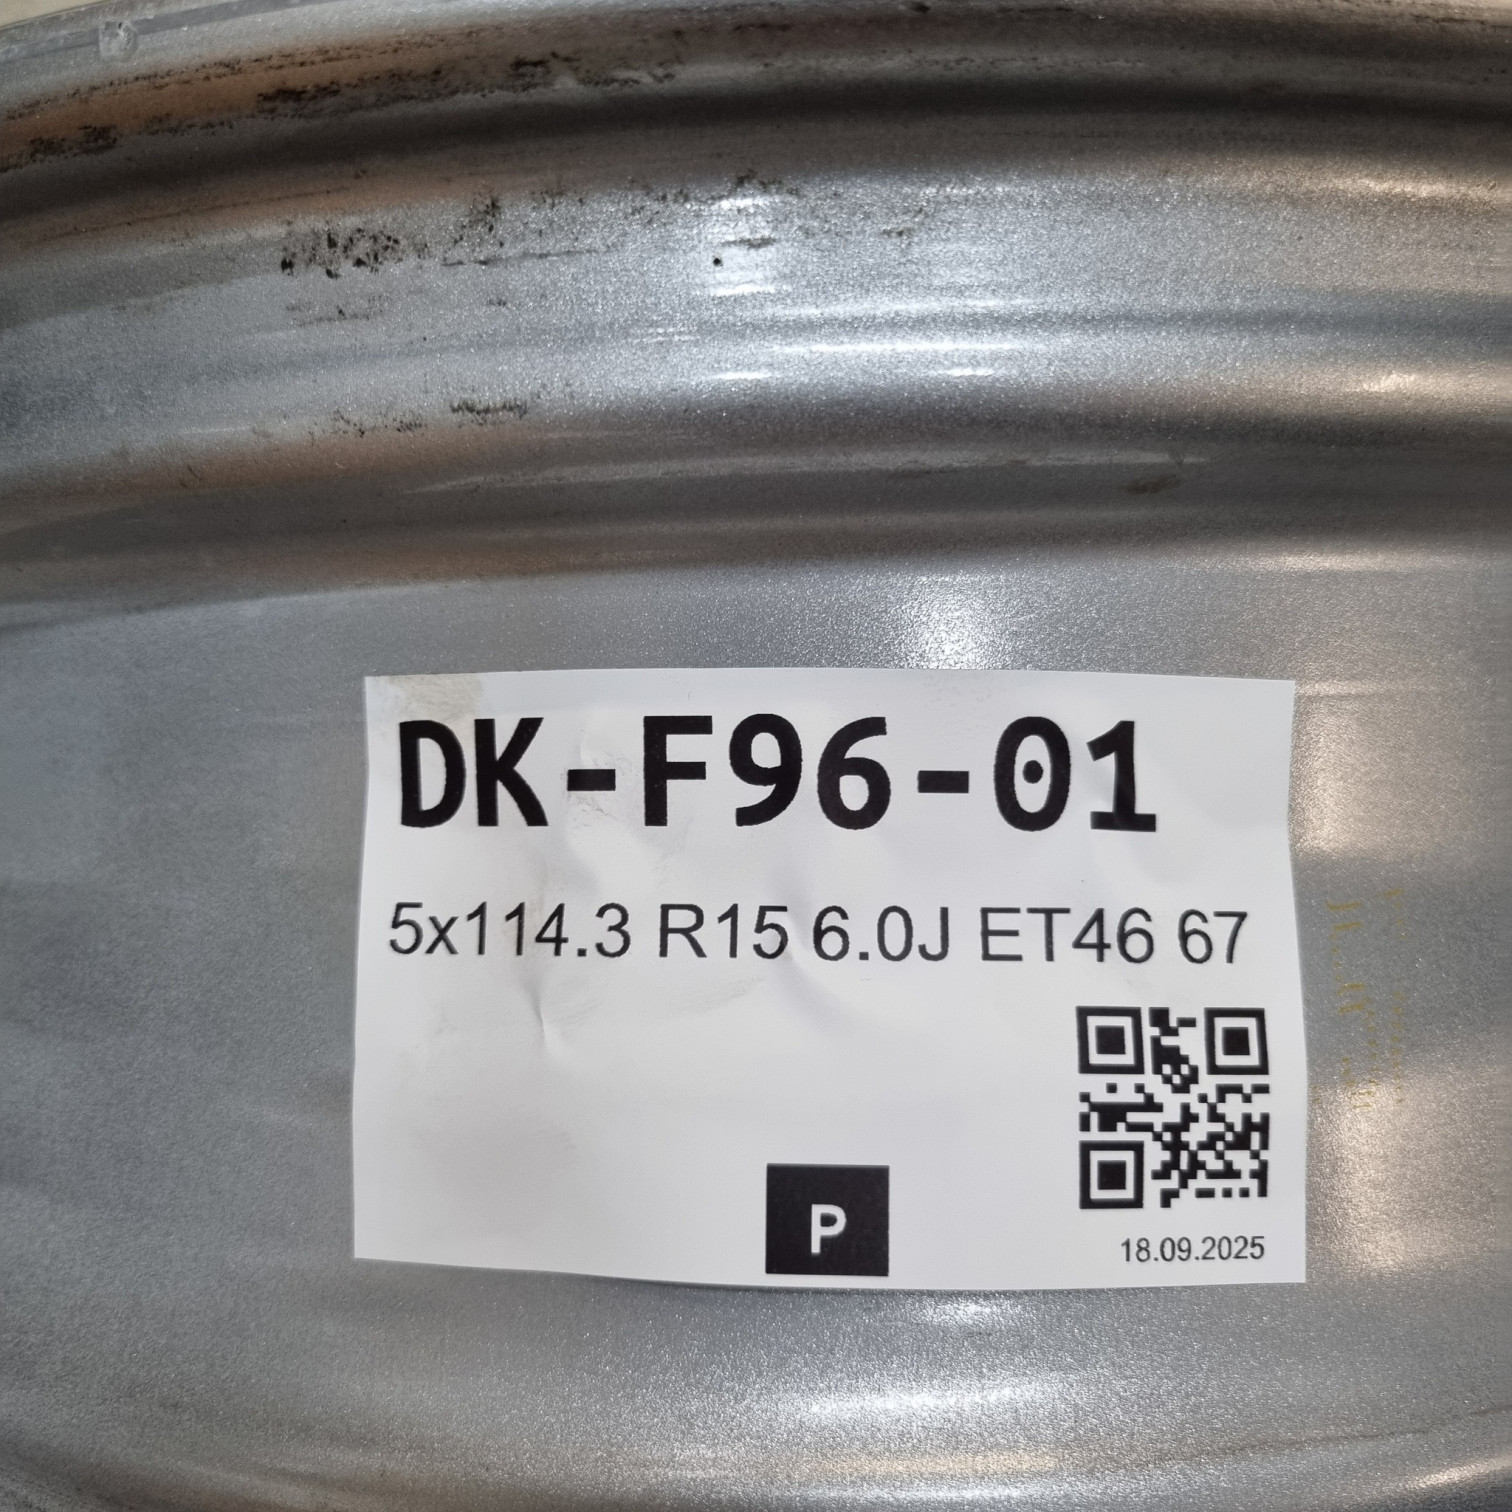 DK-F96-01
5x114.3 R15 6.0J ET46 67
P
18.09.2025